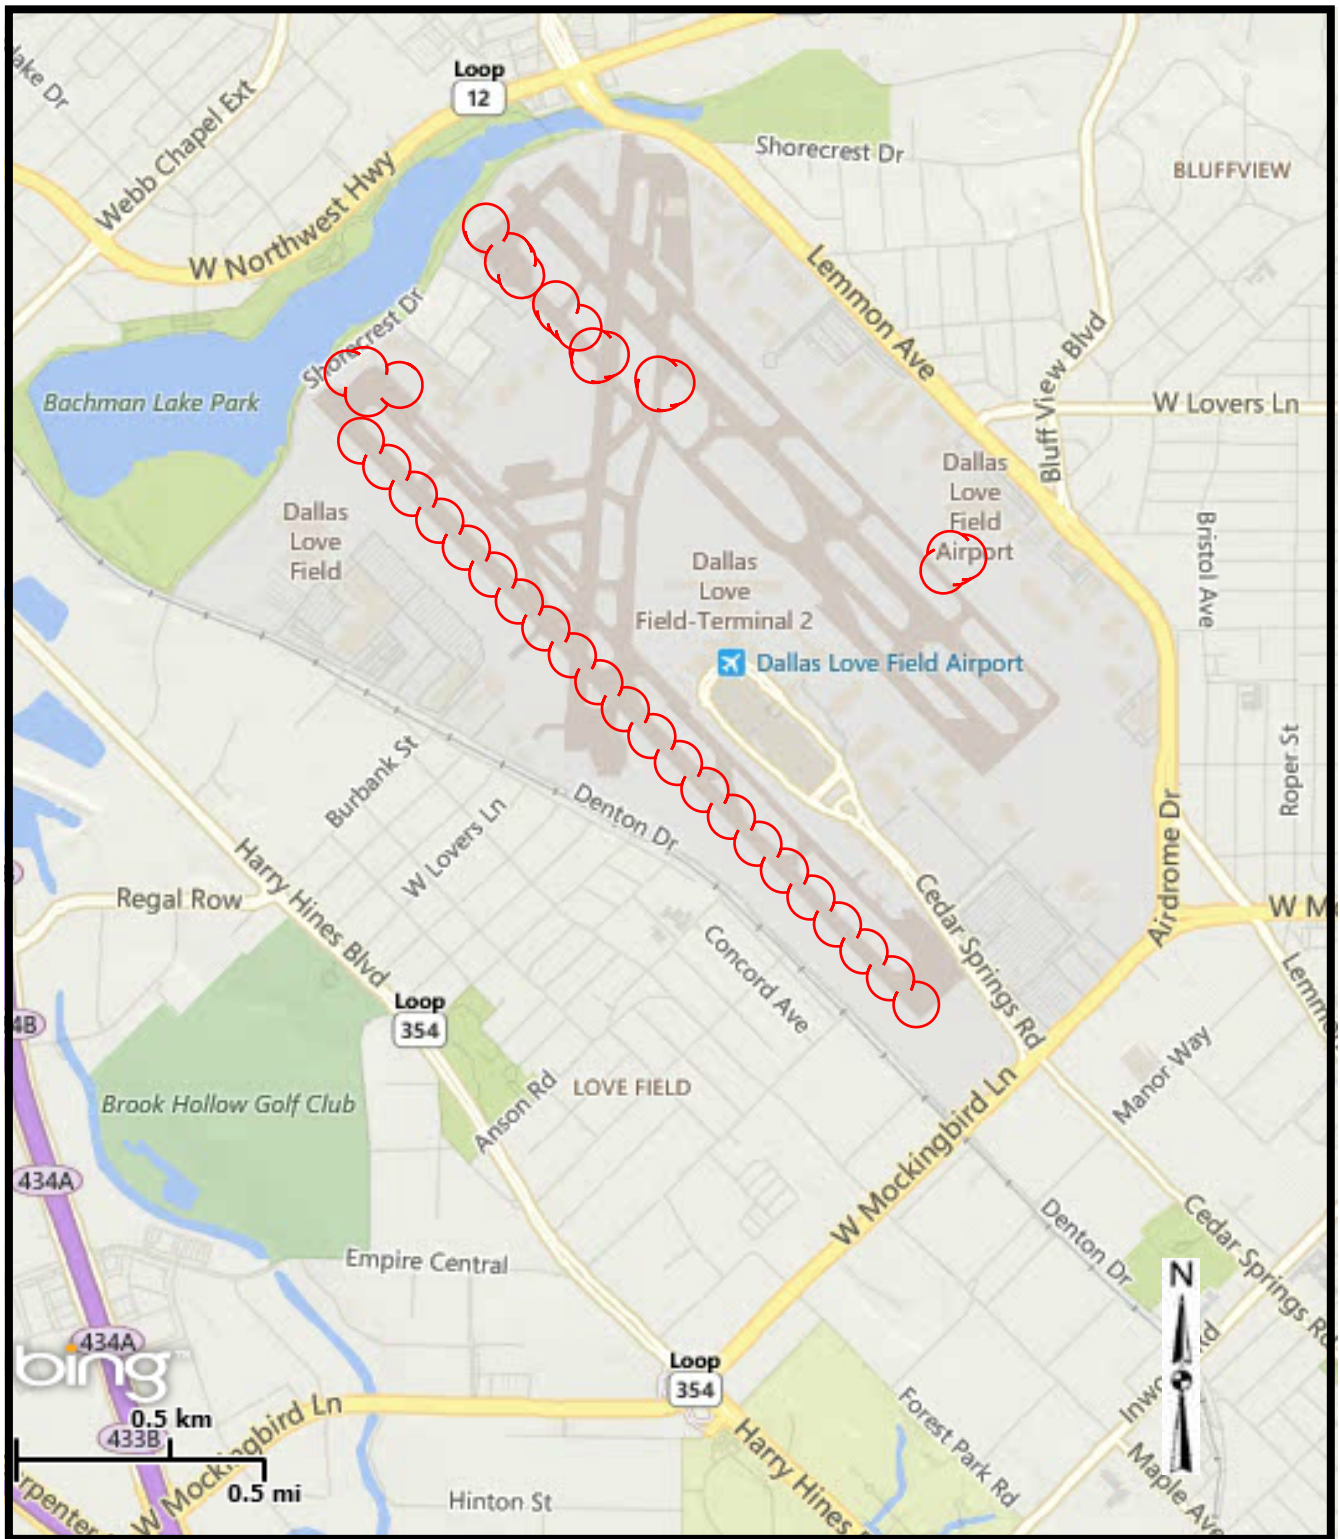 Loop
12
Webb Chapel Ext
W Northwest Hwy
Shorecrest Dr
BLUFFVIEW
Lemmon Ave
Shorecrest Dr
Bachman Lake Park
Bluff View Blvd
W Lovers Ln
Dallas
Love
Field
Airport
Dallas
Love
Field
Dallas
Love
Field-Terminal 2
Dallas Love Field Airport
Bristol Ave
Roper St
Burbank St
W Lovers Ln
Denton Dr
Airdrome Dr
Harry Hines Blvd
Regal Row
Cedar Springs Rd
Concord Ave
Loop
354
4B
LOVE FIELD
Anson Rd
Brook Hollow Golf Club
Manor Way
W Mockingbird Ln
434A
Denton Dr
Cedar Springs Rd
Empire Central
N
434A
bing
Loop
354
0.5 km
433B
W Mockingbird Ln
0.5 mi
Hinton St
Harry Hines
Forest Park Rd
Maple Ave